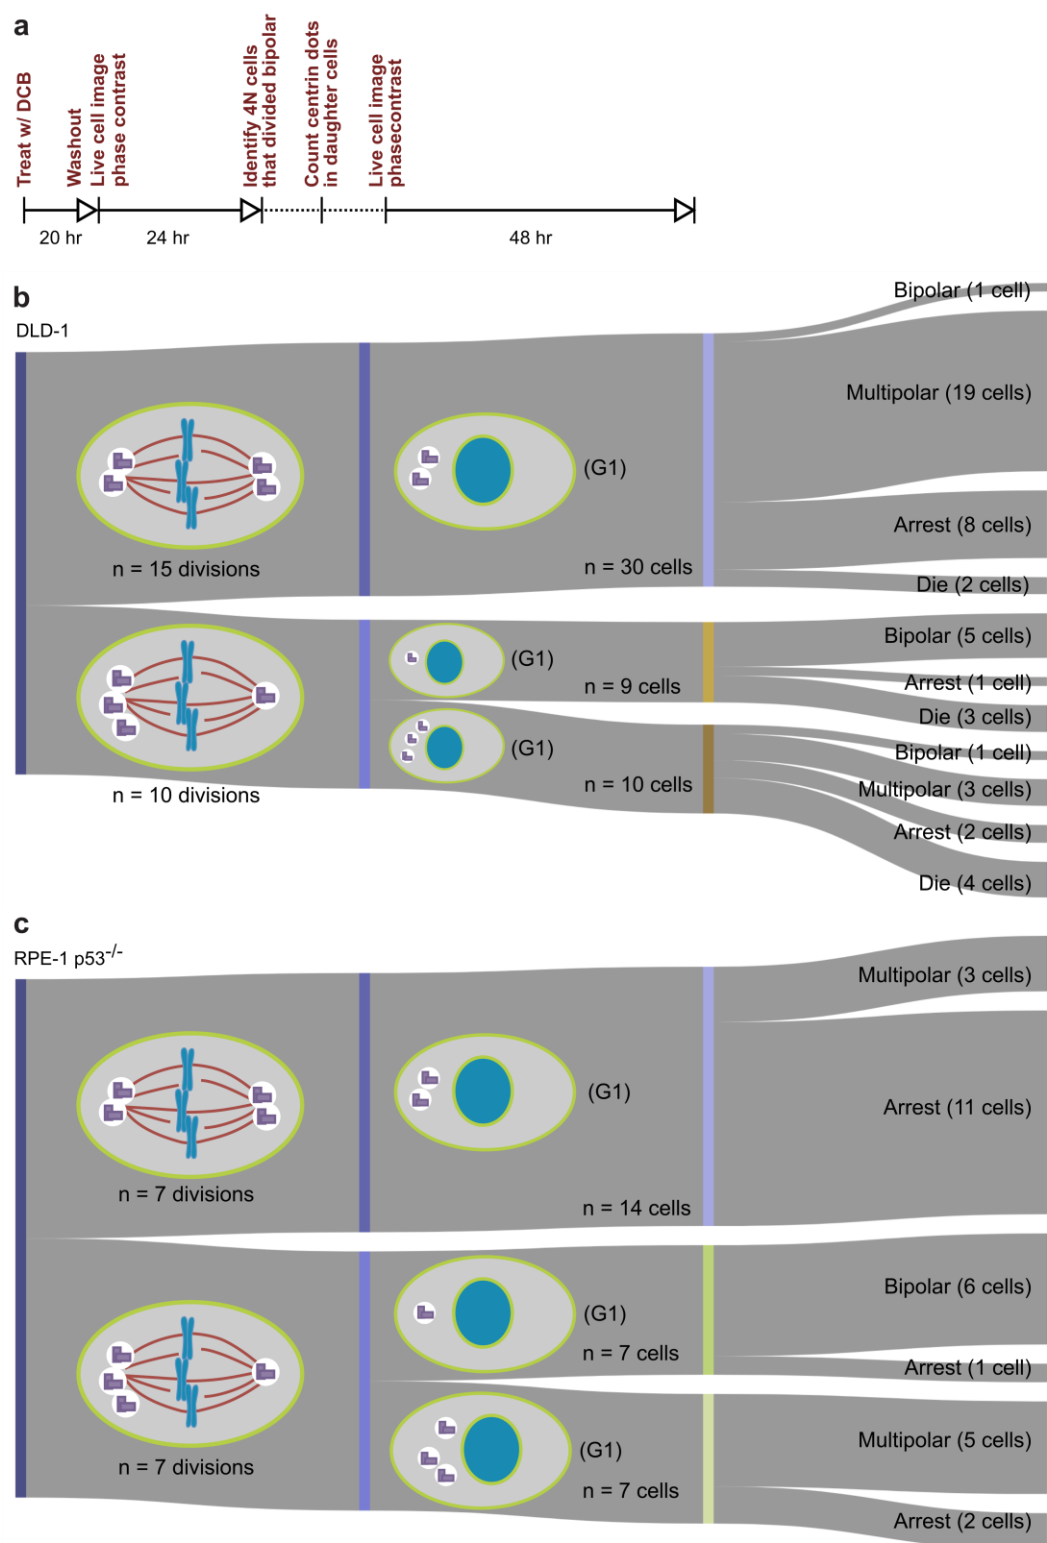 a
Treat w/ DCB
Washout
Live cell image
phase contrast
Identify 4N cells
that divided bipolar
Count centrin dots
in daughter cells
Live cell image
phasecontrast
20 hr
24 hr
48 hr
b
DLD-1
Bipolar (1 cell)
Multipolar (19 cells)
(G1)
Arrest (8 cells)
n = 15 divisions
n = 30 cells
Die (2 cells)
Bipolar (5 cells)
(G1)
n = 9 cells
Arrest (1 cell)
Die (3 cells)
(G1)
Bipolar (1 cell)
n = 10 divisions
n = 10 cells
Multipolar (3 cells)
Arrest (2 cells)
Die (4 cells)
c
RPE-1 p53-/-
Multipolar (3 cells)
(G1)
Arrest (11 cells)
n = 7 divisions
n = 14 cells
Bipolar (6 cells)
(G1)
n = 7 cells
Arrest (1 cell)
Multipolar (5 cells)
(G1)
n = 7 divisions
n = 7 cells
Arrest (2 cells)